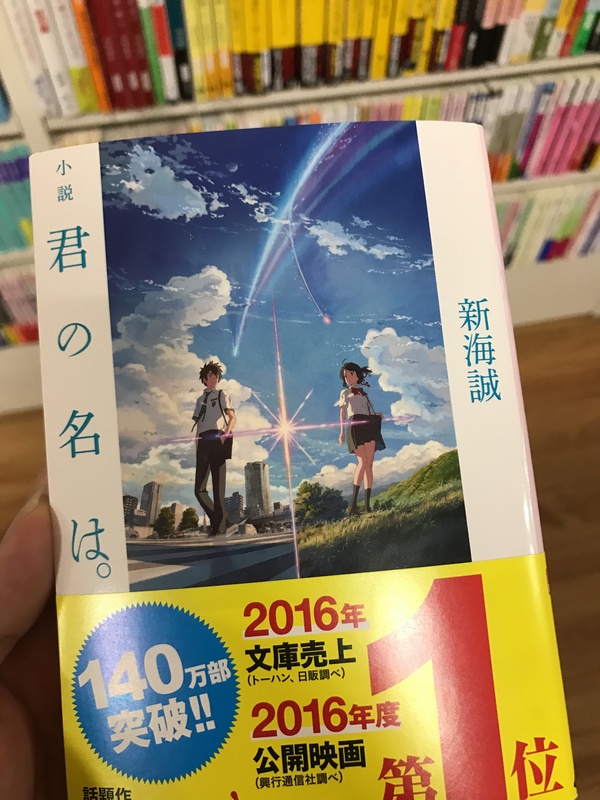 小説
君の名は。
新海誠
140万部
突破!!
2016年
文庫売上
(トーハン、日販調べ)
2016年度
公開映画
(興行通信社調べ)
第1位
話題作